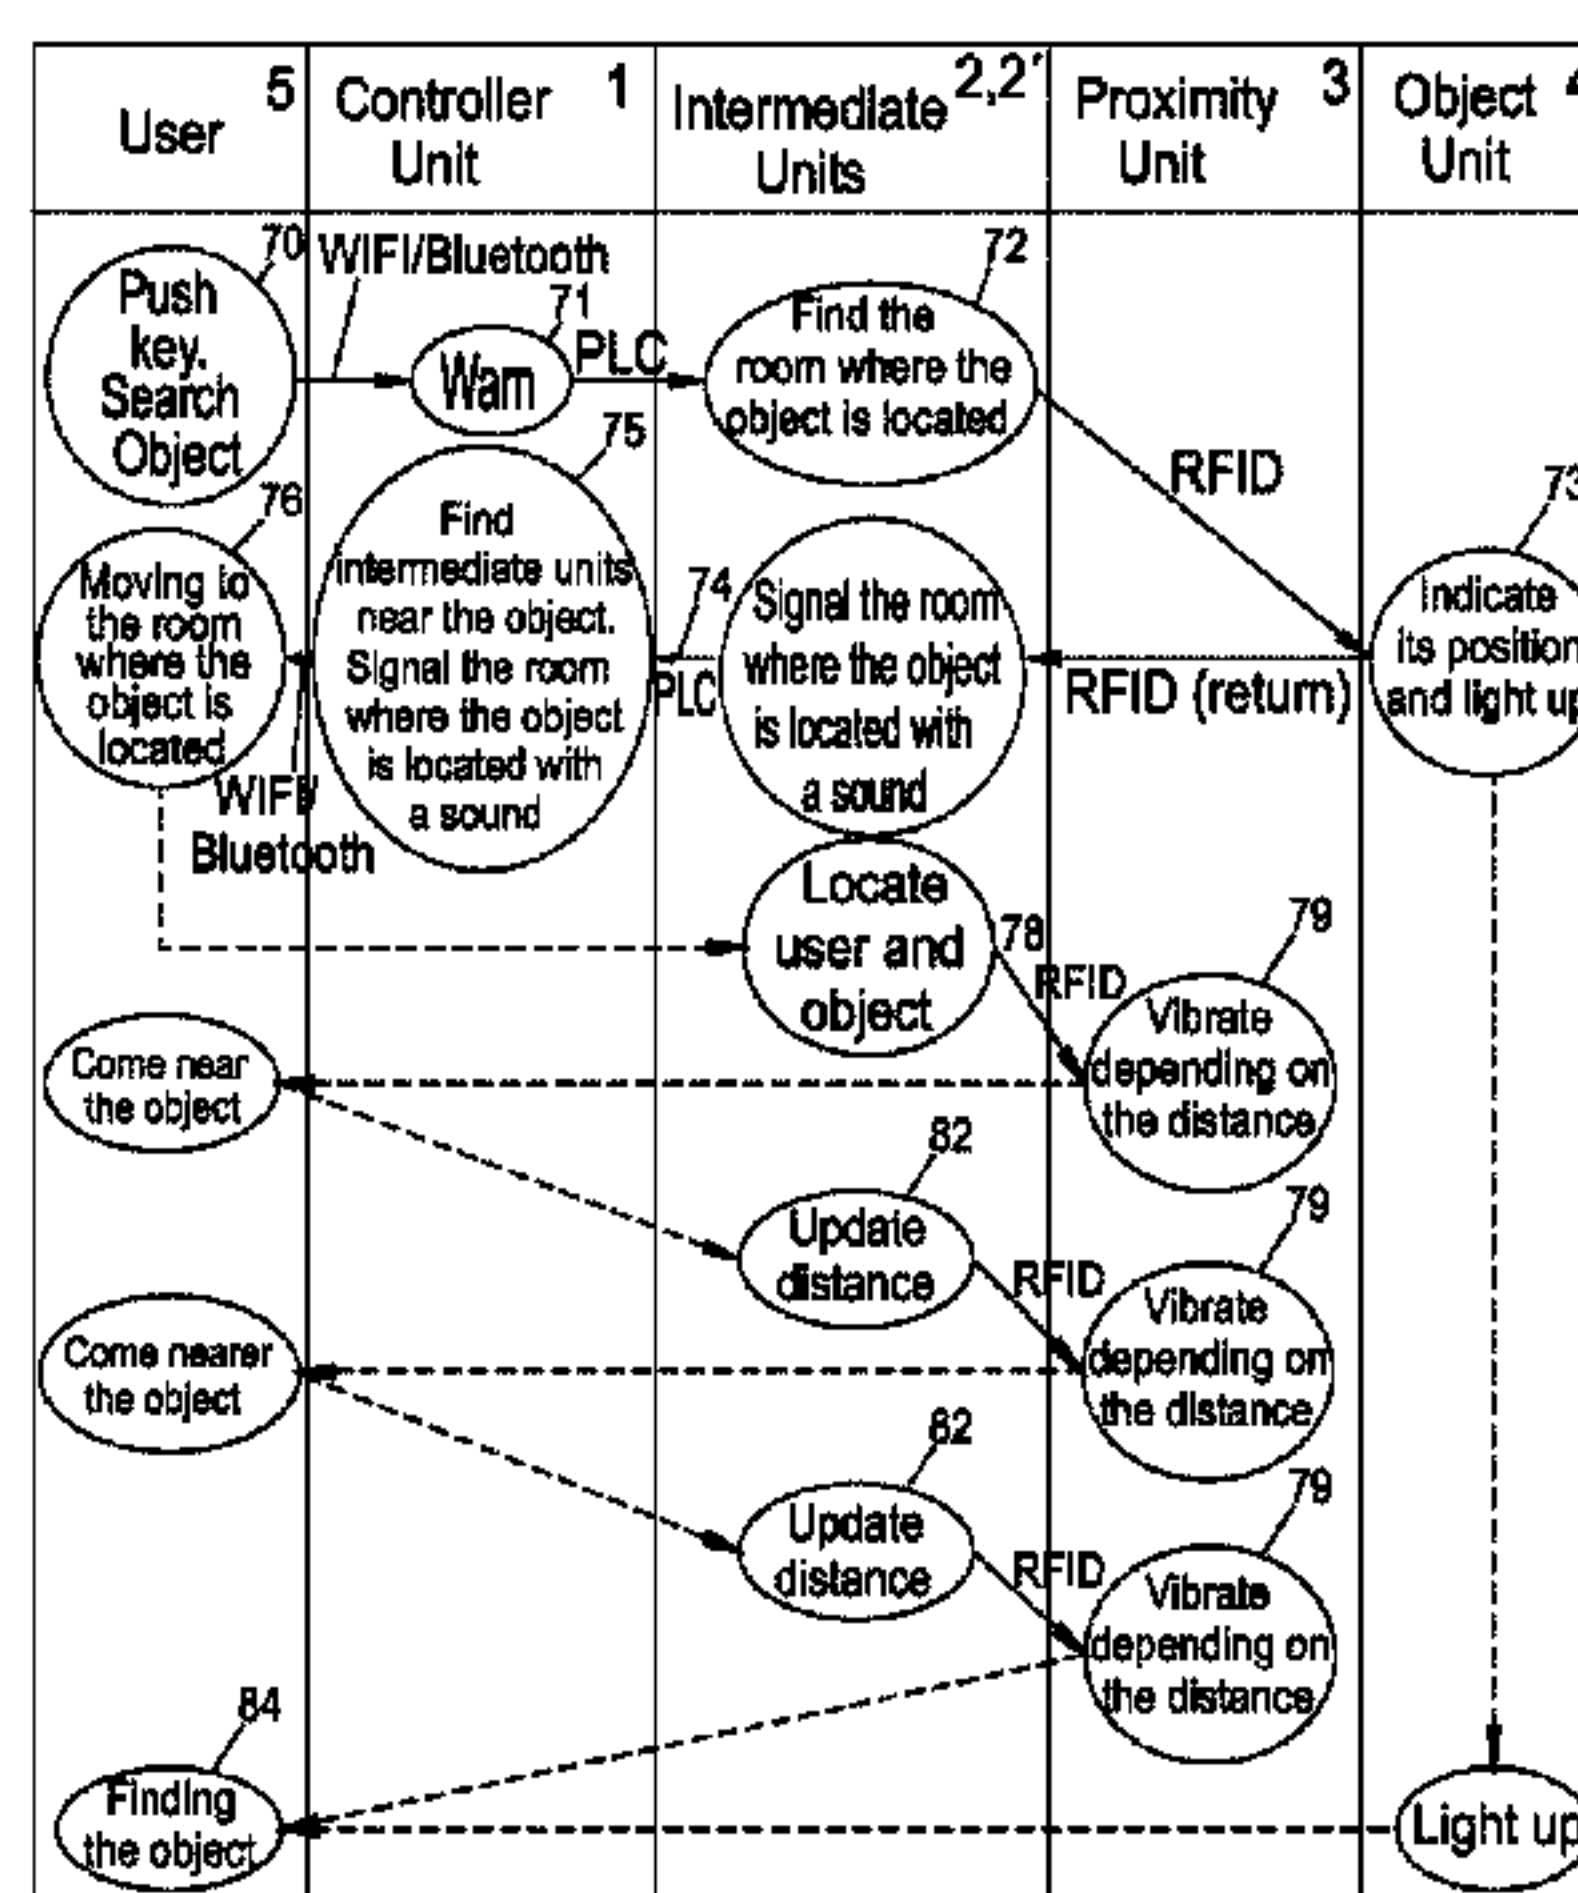 User 5
Controller 1
Unit
Intermediate 2,2´
Units
Proximity 3
Unit
Object
Unit
70
Push
key.
Search
Object
WIFI/Bluetooth
71
Warn
PLC
72
Find the
room where the
object is located
RFID
73
Indicate
its position
and light up
RFID (return)
Signal the room
where the object
is located with
a sound
74
PLC
75
Find
intermediate units
near the object.
Signal the room
where the object
is located with
a sound
WIFI/
Bluetooth
76
Moving to
the room
where the
object is
located
Locate
user and
object
78
RFID
79
Vibrate
depending on
the distance
Come near
the object
82
Update
distance
RFID
79
Vibrate
depending on
the distance
Come nearer
the object
82
Update
distance
RFID
79
Vibrate
depending on
the distance
84
Finding
the object
Light up